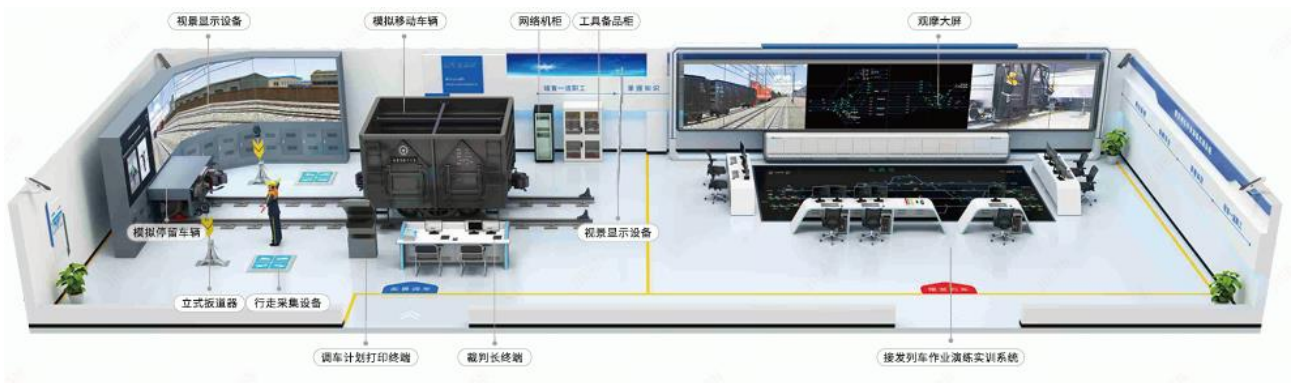 视景显示设备
模拟移动车辆
网络机柜
工具备品柜
观摩大屏
模拟停留车辆
视景显示设备
立式扳道器
行走采集设备
调车计划打印终端
裁判长终端
接发列车作业演练实训系统